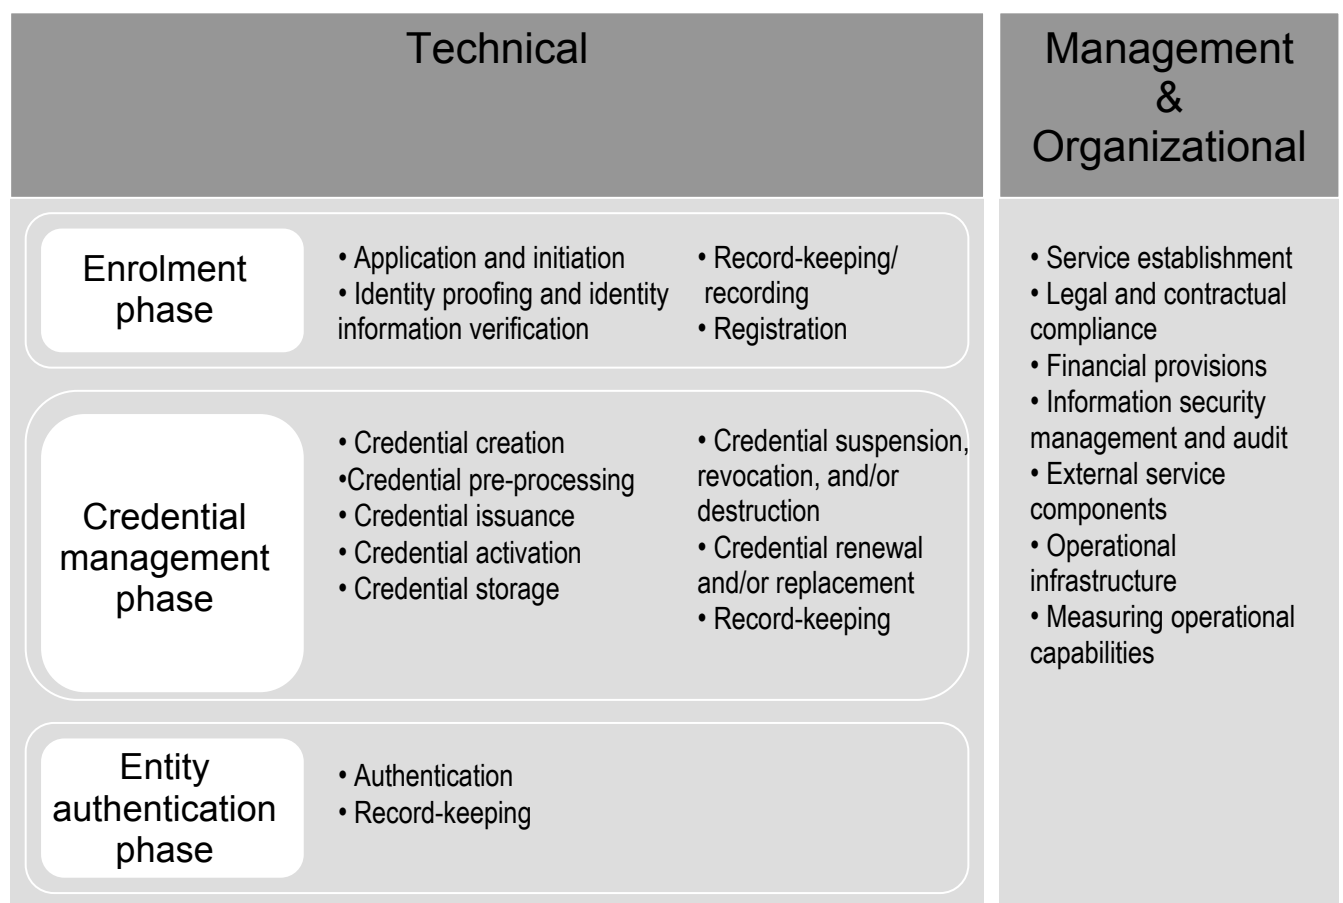 Technical
Management
&
Organizational
Enrolment
phase
• Application and initiation
• Identity proofing and identity
information verification
• Record-keeping/
recording
• Registration
Credential
management
phase
• Credential creation
•Credential pre-processing
• Credential issuance
• Credential activation
• Credential storage
• Credential suspension,
revocation, and/or
destruction
• Credential renewal
and/or replacement
• Record-keeping
Entity
authentication
phase
• Authentication
• Record-keeping
• Service establishment
• Legal and contractual
compliance
• Financial provisions
• Information security
management and audit
• External service
components
• Operational
infrastructure
• Measuring operational
capabilities